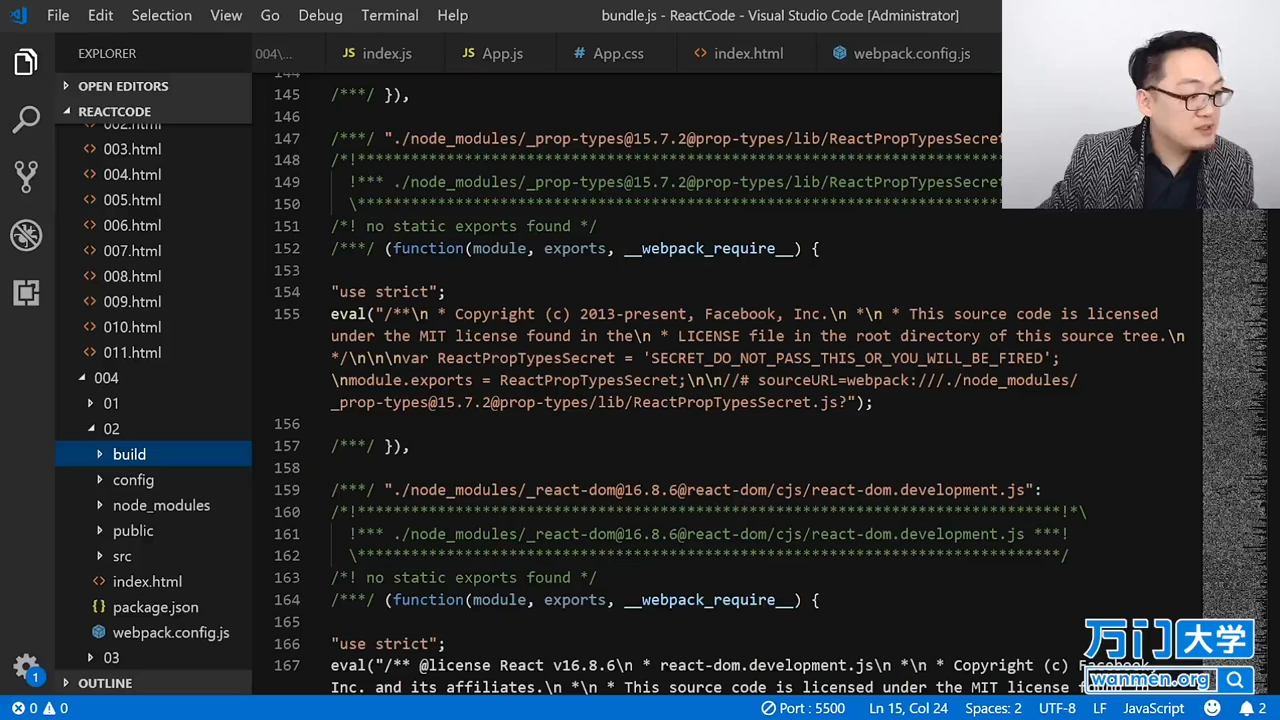 File Edit Selection View Go Debug Terminal Help bundle.js - ReactCode - Visual Studio Code [Administrator]
EXPLORER
004\... index.js App.js App.css index.html webpack.config.js
OPEN EDITORS
REACTCODE
002.html
003.html
004.html
005.html
006.html
007.html
008.html
009.html
010.html
011.html
004
01
02
build
config
node_modules
public
src
index.html
package.json
webpack.config.js
03
OUTLINE
144
145 /***/ }),
146
147 /***/ "./node_modules/_prop-types@15.7.2@prop-types/lib/ReactPropTypesSecret
148 /*!***************************************************************************
149 !*** ./node_modules/_prop-types@15.7.2@prop-types/lib/ReactPropTypesSecret
150 \***************************************************************************
151 /*! no static exports found */
152 /***/ (function(module, exports, __webpack_require__) {
153
154 "use strict";
155 eval("/**\n * Copyright (c) 2013-present, Facebook, Inc.\n *\n * This source code is licensed
under the MIT license found in the\n * LICENSE file in the root directory of this source tree.\n
*/\n\n\nvar ReactPropTypesSecret = 'SECRET_DO_NOT_PASS_THIS_OR_YOU_WILL_BE_FIRED';
\nmodule.exports = ReactPropTypesSecret;\n\n//# sourceURL=webpack:///./node_modules/
_prop-types@15.7.2@prop-types/lib/ReactPropTypesSecret.js?");
156
157 /***/ }),
158
159 /***/ "./node_modules/_react-dom@16.8.6@react-dom/cjs/react-dom.development.js":
160 /*!********************************************************************************!*\
161 !*** ./node_modules/_react-dom@16.8.6@react-dom/cjs/react-dom.development.js ***!
162 \********************************************************************************/
163 /*! no static exports found */
164 /***/ (function(module, exports, __webpack_require__) {
165
166 "use strict";
167 eval("/** @license React v16.8.6\n * react-dom.development.js\n *\n * Copyright (c) Facebook,
Inc. and its affiliates.\n *\n * This source code is licensed under the MIT license found in
万门大学
wanmen.org
1
0 0 Port : 5500 Ln 15, Col 24 Spaces: 2 UTF-8 LF JavaScript 2